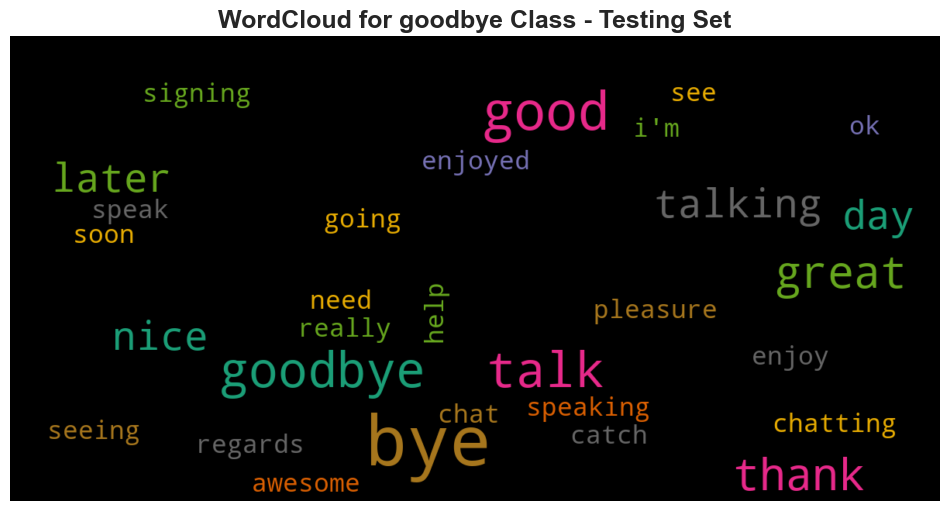 WordCloud for goodbye Class - Testing Set
signing
good
see
i'm
ok
enjoyed
later
speak
soon
going
talking
day
great
need
really
help
pleasure
nice
goodbye
talk
enjoy
seeing
regards
bye
chat
speaking
catch
chatting
awesome
thank